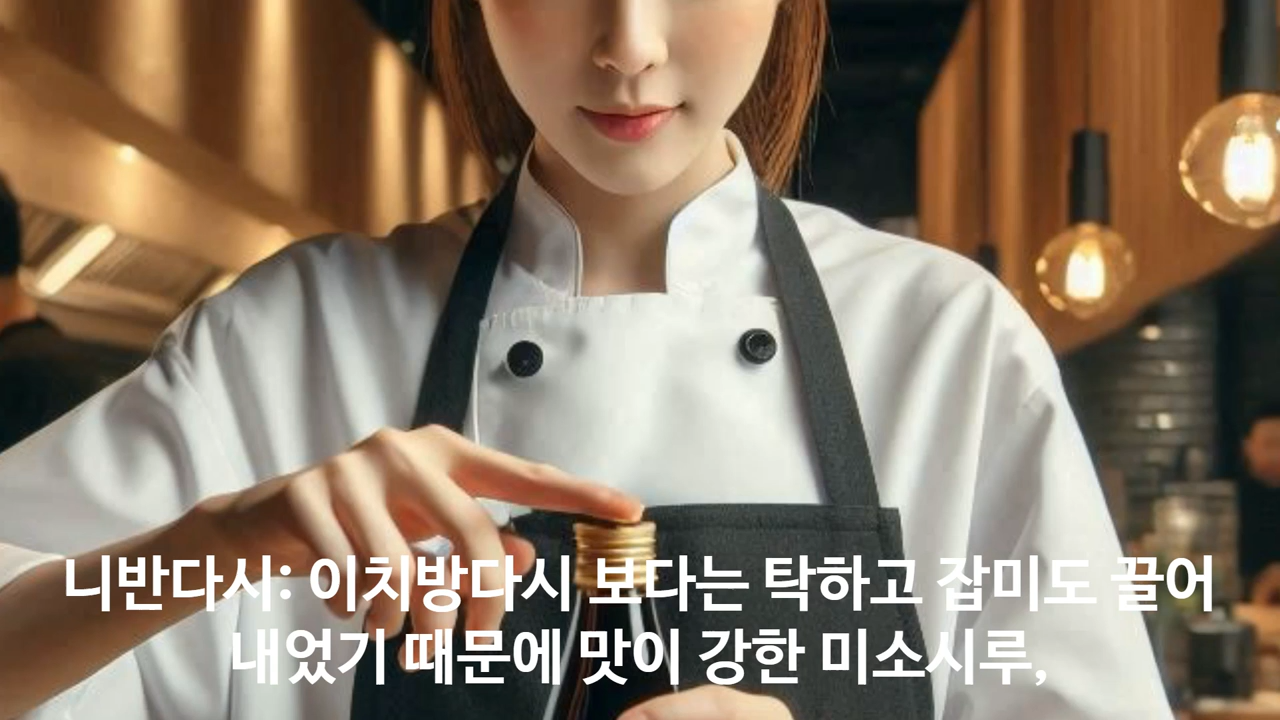 니반다시: 이치방다시 보다는 탁하고 잡미도 끌어
내었기 때문에 맛이 강한 미소시루,